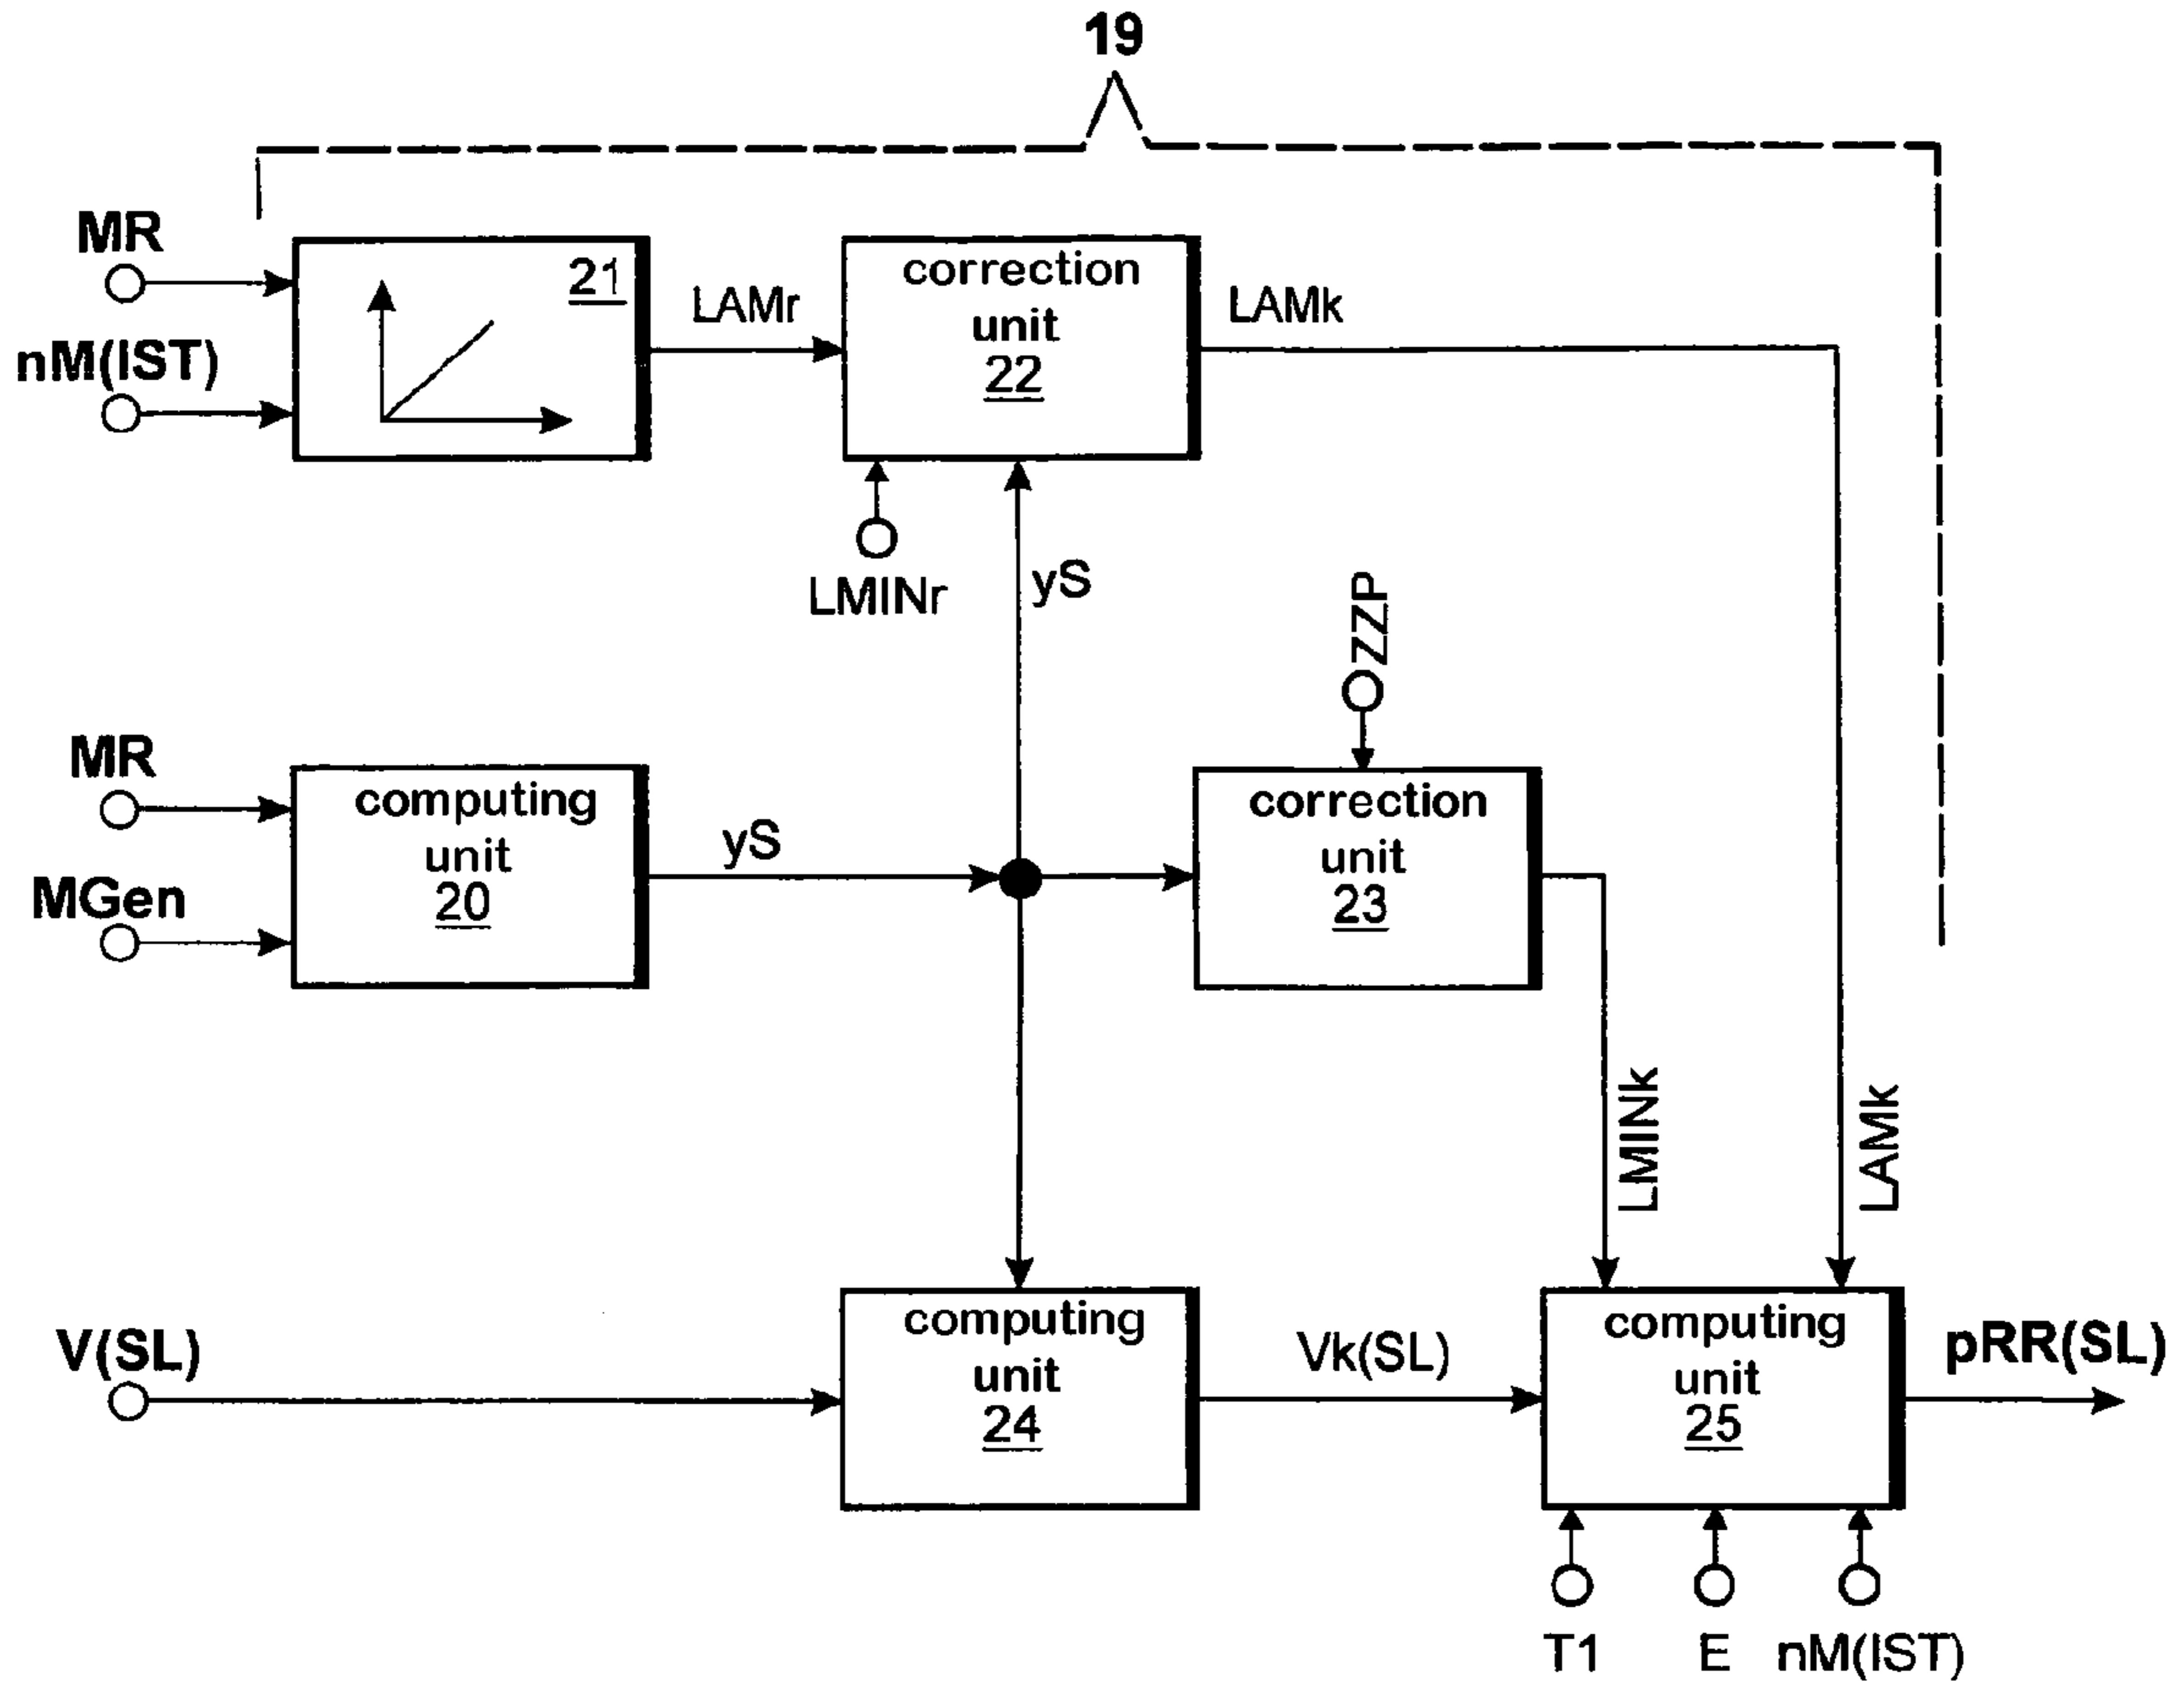 19
MR
nM(IST)
21
LAMr
correction
unit
22
LAMk
LMINr
yS
ZZP
MR
MGen
computing
unit
20
yS
correction
unit
23
LMINk
LAMk
V(SL)
computing
unit
24
Vk(SL)
computing
unit
25
pRR(SL)
T1
E
nM(IST)